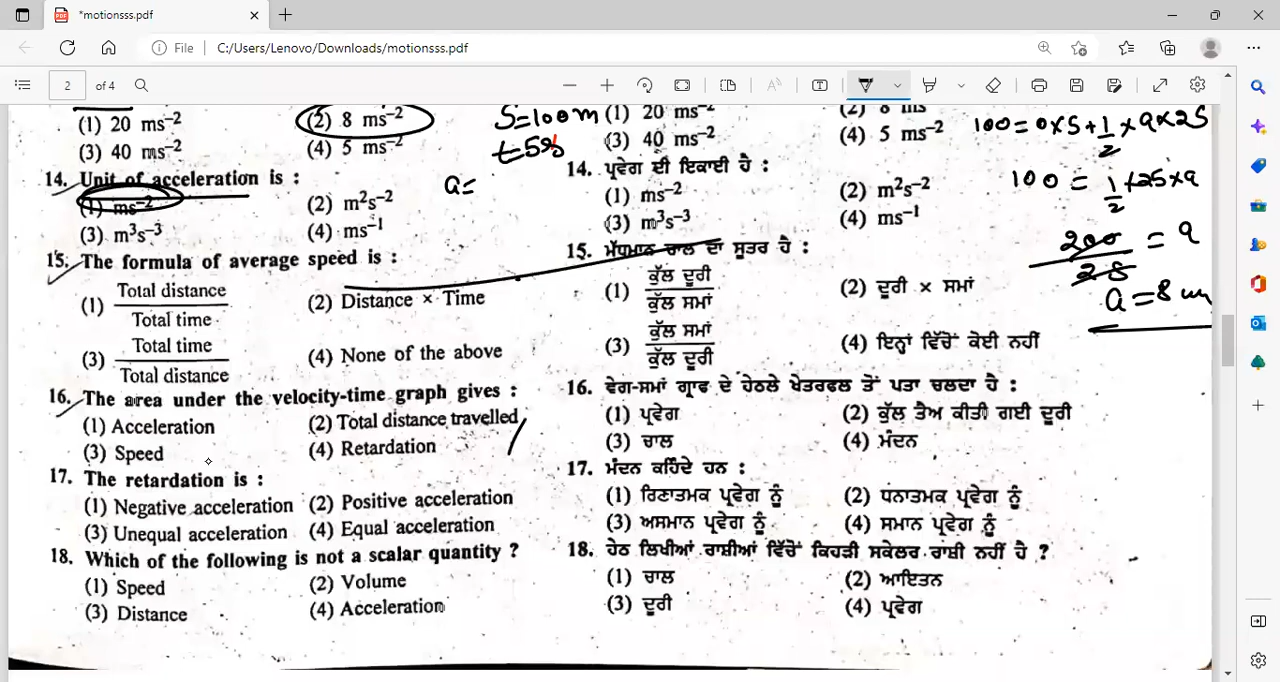 *motionsss.pdf
File C:/Users/Lenovo/Downloads/motionsss.pdf
2 of 4
(1) 20 ms⁻²
(2) 8 ms⁻²
(3) 40 ms⁻²
(4) 5 ms⁻²
14. Unit of acceleration is :
(1) ms⁻²
(2) m²s⁻²
(3) m³s⁻³
(4) ms⁻¹
15. The formula of average speed is :
(1) Total distance
Total time
(2) Distance × Time
(3) Total time
Total distance
(4) None of the above
16. The area under the velocity-time graph gives :
(1) Acceleration
(2) Total distance travelled
(3) Speed
(4) Retardation
17. The retardation is :
(1) Negative acceleration
(2) Positive acceleration
(3) Unequal acceleration
(4) Equal acceleration
18. Which of the following is not a scalar quantity ?
(1) Speed
(2) Volume
(3) Distance
(4) Acceleration
S=100m
a=
(1) 20 ms⁻²
(2) 8 ms
(3) 40 ms⁻²
(4) 5 ms⁻²
14. ਪ੍ਰਵੇਗ ਦੀ ਇਕਾਈ ਹੈ :
(1) ms⁻²
(2) m²s⁻²
(3) m³s⁻³
(4) ms⁻¹
15. ਮੱਧਮਾਨ ਚਾਲ ਦਾ ਸੂਤਰ ਹੈ :
(1) ਕੁੱਲ ਦੂਰੀ
ਕੁੱਲ ਸਮਾਂ
(2) ਦੂਰੀ × ਸਮਾਂ
(3) ਕੁੱਲ ਸਮਾਂ
ਕੁੱਲ ਦੂਰੀ
(4) ਇਨ੍ਹਾਂ ਵਿੱਚੋਂ ਕੋਈ ਨਹੀਂ
16. ਵੇਗ-ਸਮਾਂ ਗ੍ਰਾਫ ਦੇ ਹੇਠਲੇ ਖੇਤਰਫਲ ਤੋਂ ਪਤਾ ਚਲਦਾ ਹੈ :
(1) ਪ੍ਰਵੇਗ
(2) ਕੁੱਲ ਤੈਅ ਕੀਤੀ ਗਈ ਦੂਰੀ
(3) ਚਾਲ
(4) ਮੰਦਨ
17. ਮੰਦਨ ਕਹਿੰਦੇ ਹਨ :
(1) ਰਿਣਾਤਮਕ ਪ੍ਰਵੇਗ ਨੂੰ
(2) ਧਨਾਤਮਕ ਪ੍ਰਵੇਗ ਨੂੰ
(3) ਅਸਮਾਨ ਪ੍ਰਵੇਗ ਨੂੰ
(4) ਸਮਾਨ ਪ੍ਰਵੇਗ ਨੂੰ
18. ਹੇਠ ਲਿਖੀਆਂ ਰਾਸ਼ੀਆਂ ਵਿੱਚੋਂ ਕਿਹੜੀ ਸਕੇਲਰ ਰਾਸ਼ੀ ਨਹੀਂ ਹੈ ?
(1) ਚਾਲ
(2) ਆਇਤਨ
(3) ਦੂਰੀ
(4) ਪ੍ਰਵੇਗ
100=0×5+1/2×a×25
100=1/2×25×a
200/25=a
a=8